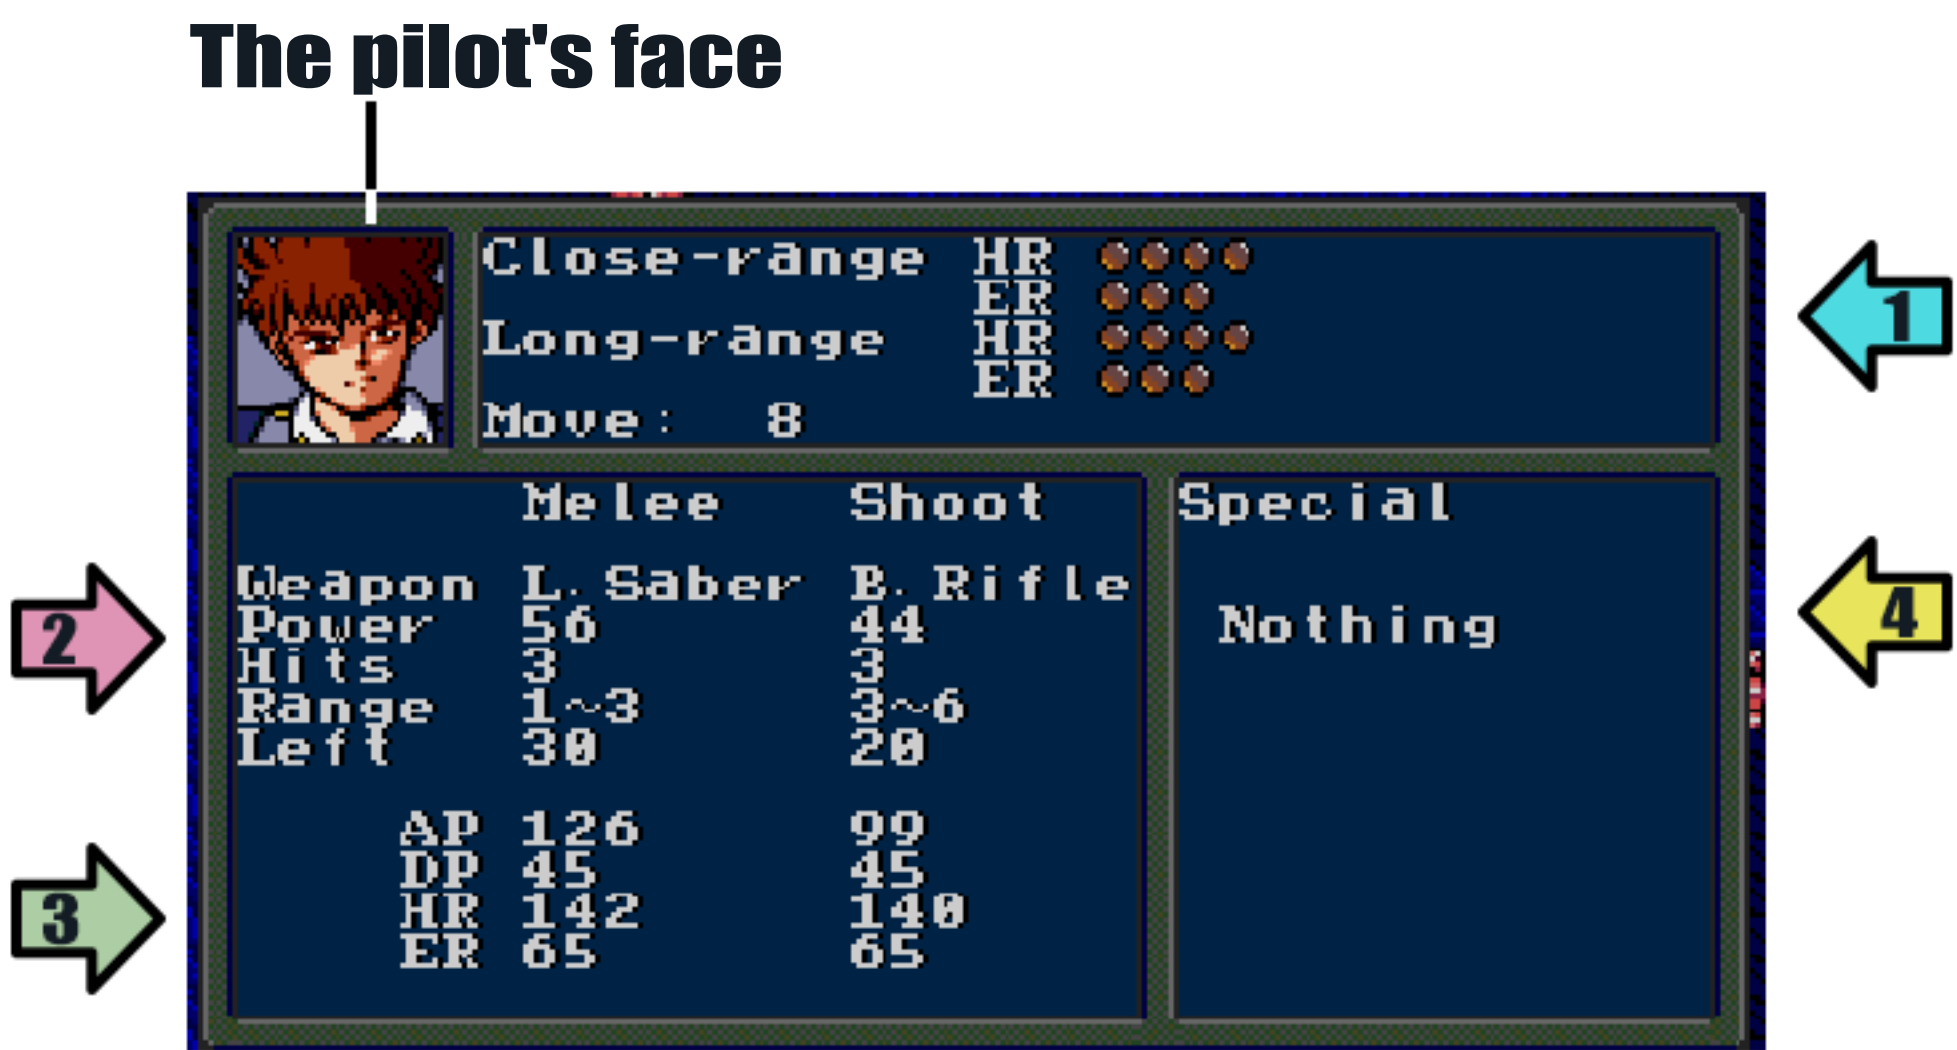 The pilot's face
Close-range HR
ER
Long-range HR
ER
Move: 8
1
Melee Shoot
Weapon L. Saber B. Rifle
Power 56 44
Hits 3 3
Range 1~3 3~6
Left 30 20
AP 126 99
DP 45 45
HR 142 140
ER 65 65
2
3
Special
Nothing
4